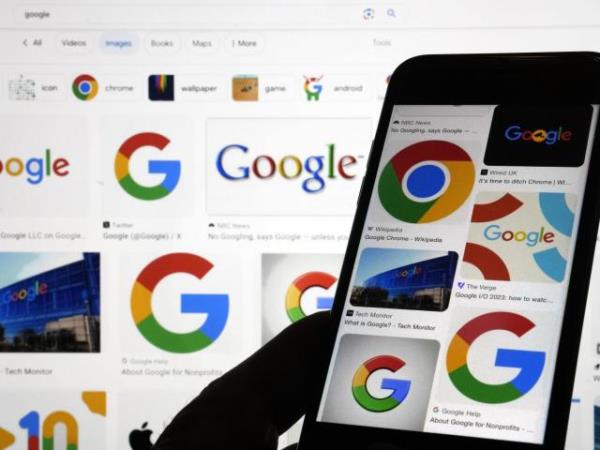 google
All
Videos
Images
Books
Maps
More
Tools
icon
chrome
wallpaper
game
android
ogle
Google
Google LLC on Google...
Twitter
Google (@Google) / X
NBC News
No Googling, says Google — unless you
Google
Tech Monitor
Google Help
About Google for Nonprofits
10
NBC News
No Googling, says Google — ...
Google
Wired UK
It's time to ditch Chrome | Wi...
Wikipedia
Google Chrome - Wikipedia
Google
The Verge
Google I/O 2023: how to watc...
Google
Tech Monitor
What is Google? - Tech Monitor
Google Help
About Google for Nonprofits